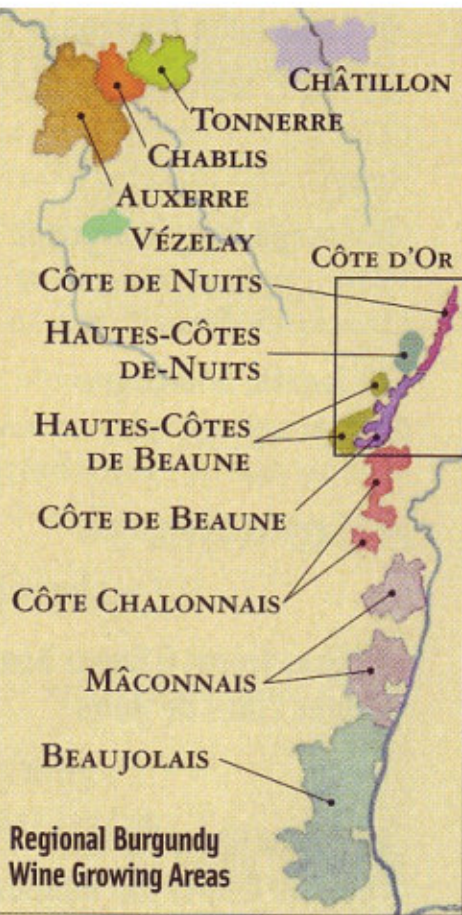 CHÂTILLON
TONNERRE
CHABLIS
AUXERRE
VÉZELAY
CÔTE D'OR
CÔTE DE NUITS
HAUTES-CÔTES
DE-NUITS
HAUTES-CÔTES
DE BEAUNE
CÔTE DE BEAUNE
CÔTE CHALONNAIS
MÂCONNAIS
BEAUJOLAIS
Regional Burgundy
Wine Growing Areas